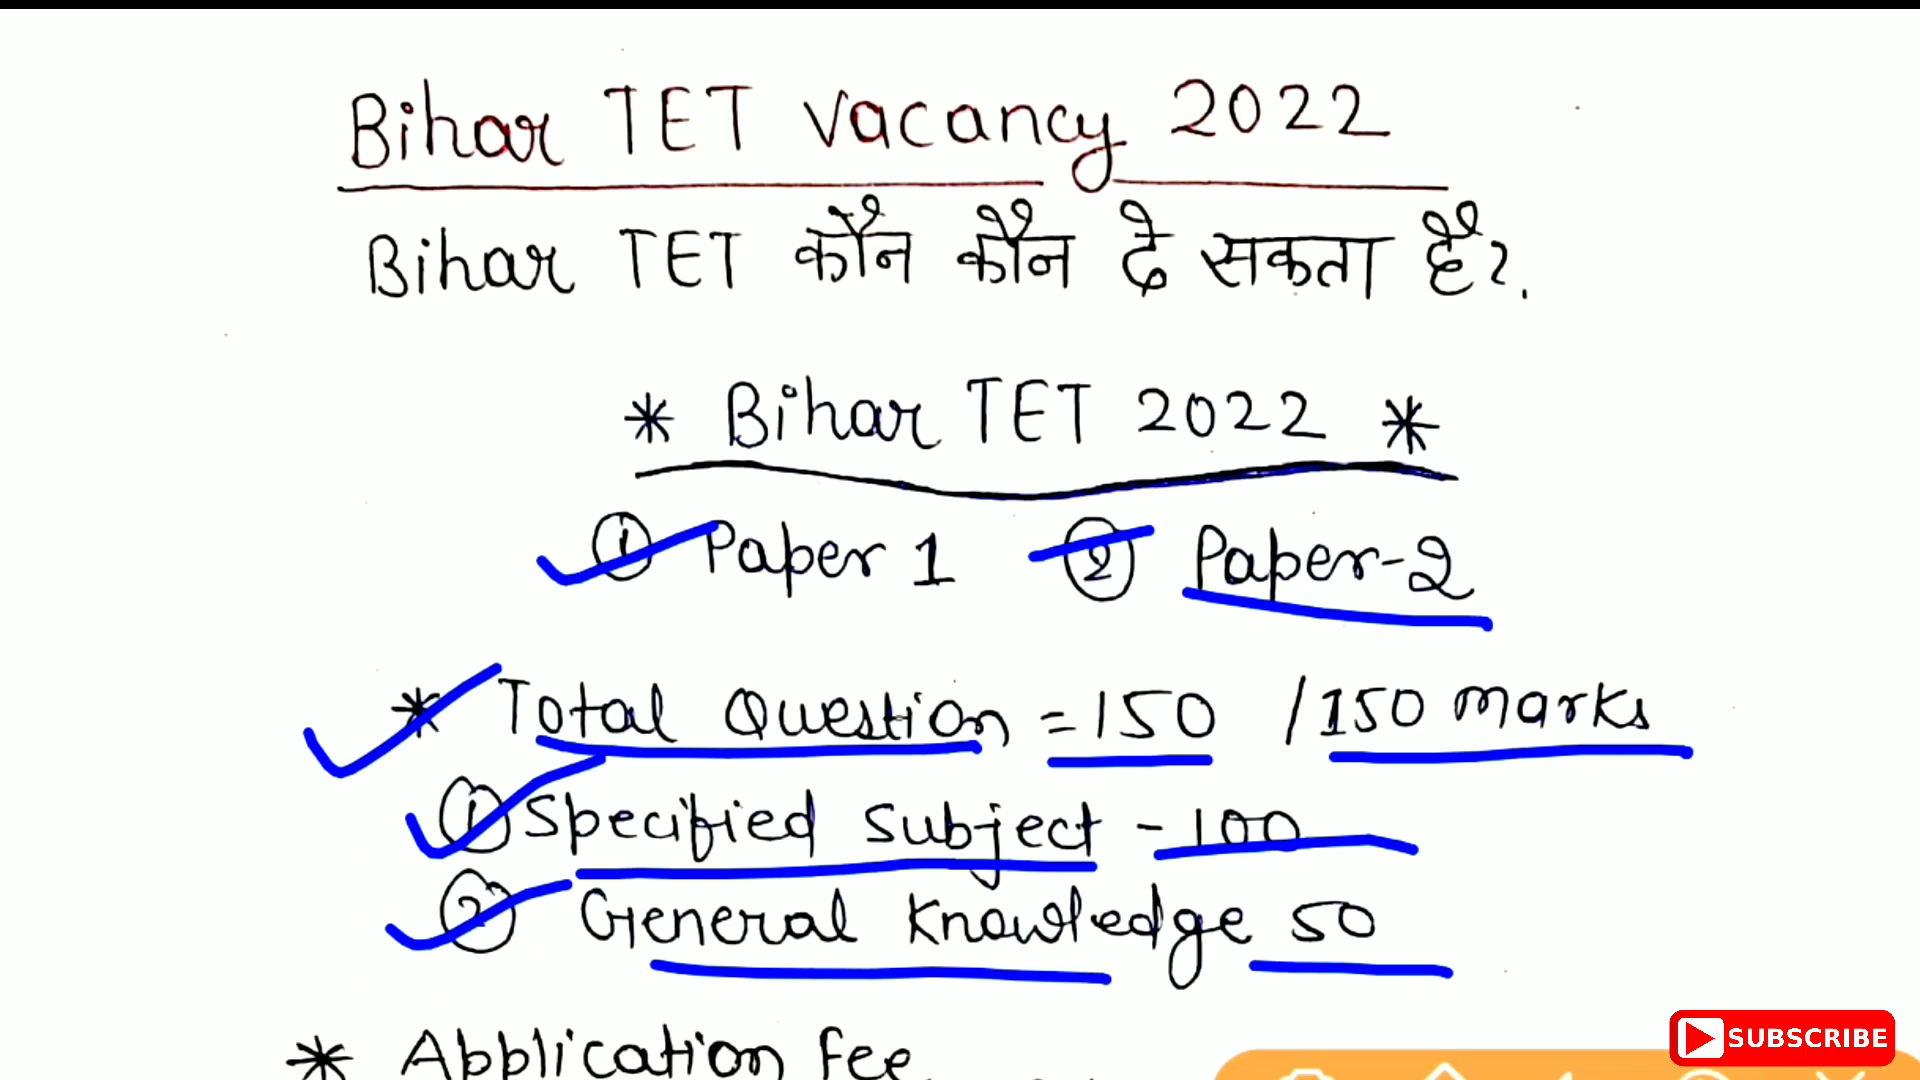 Bihar TET Vacancy 2022
Bihar TET कौन कौन दे सकता है?.
* Bihar TET 2022 *
① Paper 1 ② Paper-2
* Total Question = 150 / 150 marks
① Specified Subject - 100
② General Knowledge 50
* Application Fee
SUBSCRIBE